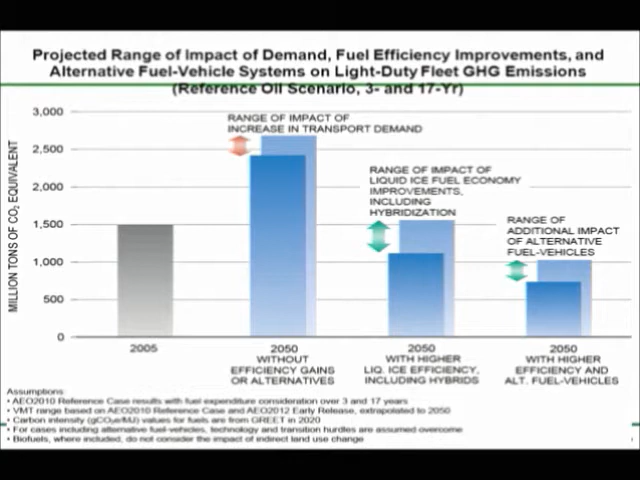 Projected Range of Impact of Demand, Fuel Efficiency Improvements, and
Alternative Fuel-Vehicle Systems on Light-Duty Fleet GHG Emissions
(Reference Oil Scenario, 3- and 17-Yr)
MILLION TONS OF CO₂ EQUIVALENT
3,000
2,500
2,000
1,500
1,000
500
0
RANGE OF IMPACT OF
INCREASE IN TRANSPORT DEMAND
RANGE OF IMPACT OF
LIQUID ICE FUEL ECONOMY
IMPROVEMENTS,
INCLUDING
HYBRIDIZATION
RANGE OF
ADDITIONAL IMPACT
OF ALTERNATIVE
FUEL-VEHICLES
2005
2050
WITHOUT
EFFICIENCY GAINS
OR ALTERNATIVES
2050
WITH HIGHER
LIQ. ICE EFFICIENCY,
INCLUDING HYBRIDS
2050
WITH HIGHER
EFFICIENCY AND
ALT. FUEL-VEHICLES
Assumptions:
• AEO2010 Reference Case results with fuel expenditure consideration over 3 and 17 years
• VMT range based on AEO2010 Reference Case and AEO2012 Early Release, extrapolated to 2050
• Carbon intensity (gCO₂e/MJ) values for fuels are from GREET in 2020
• For cases including alternative fuel-vehicles, technology and transition hurdles are assumed overcome
• Biofuels, where included, do not consider the impact of indirect land use change